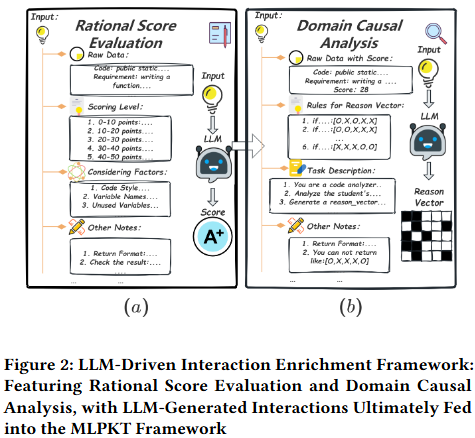 Input:
Rational Score
Evaluation
Raw Data:
Code: public static....
Requirement: writing a
function....
Scoring Level:
1. 0-10 points:....
2. 10-20 points....
3. 20-30 points....
4. 30-40 points....
5. 40-50 points....
Considering Factors:
1. Code Style....
2. Variable Names....
3. Unused Variables...
...
Other Notes:
1. Return Format:....
2. Check the result:....
....
...
...
Input
LLM
Score
A+
(a)
Input:
Domain Causal
Analysis
Raw Data with Score:
Code: public static....
Requirement: writing a ....
Score: 28
Rules for Reason Vector:
1. if....:[O,X,O,X,X]
2. if....:[O,O,X,X,X]
...
6. if....:[X,X,X,O,O]
Task Description:
1. You are a code analyzer..
2. Analyze the student's....
3. Generate a reason_vector...
Other Notes:
1. Return Format:....
2. You can not return
like:[O,X,X,X,O]
...
...
Input
LLM
Reason
Vector
(b)
Figure 2: LLM-Driven Interaction Enrichment Framework:
Featuring Rational Score Evaluation and Domain Causal
Analysis, with LLM-Generated Interactions Ultimately Fed
into the MLPKT Framework